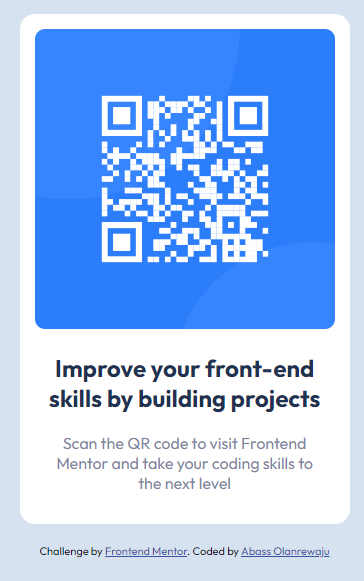 Improve your front-end
skills by building projects
Scan the QR code to visit Frontend
Mentor and take your coding skills to
the next level
Challenge by Frontend Mentor. Coded by Abass Olanrewaju